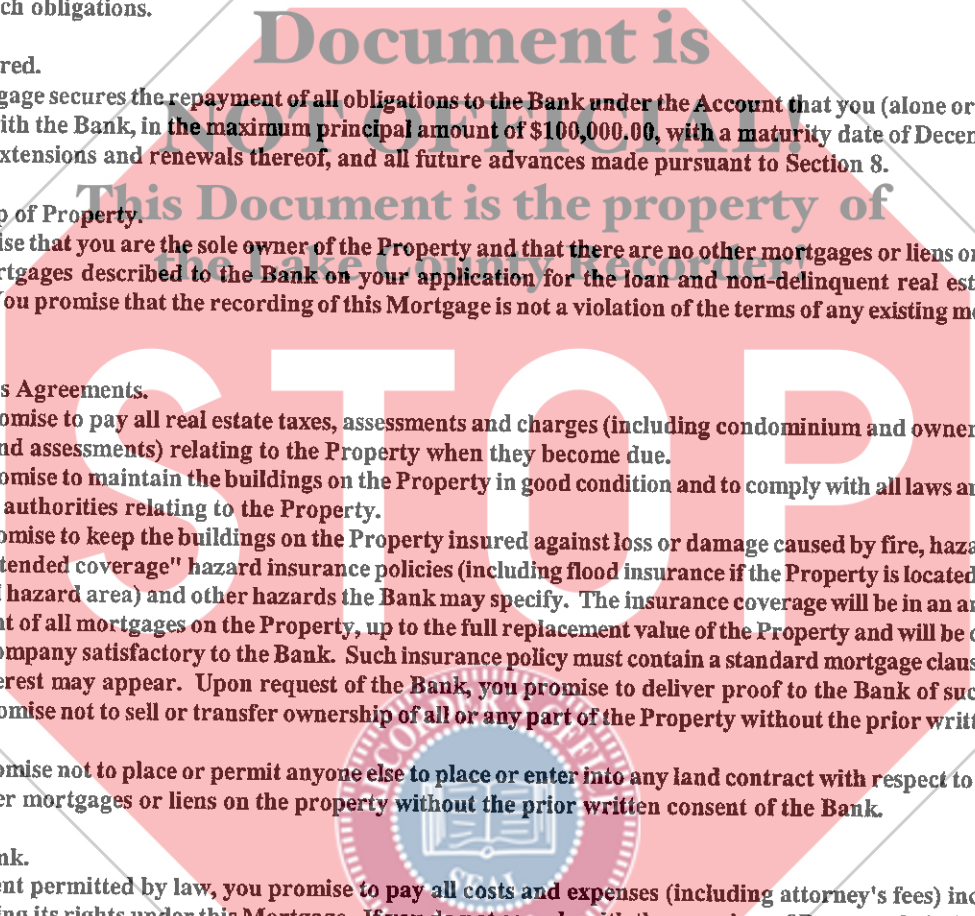 ch obligations.
Document is
red.
gage secures the repayment of all obligations to the Bank under the Account that you (alone or
NOT OFFICIAL!
ith the Bank, in the maximum principal amount of $100,000.00, with a maturity date of Decem
xtensions and renewals thereof, and all future advances made pursuant to Section 8.
This Document is the property of
p of Property.
ise that you are the sole owner of the Property and that there are no other mortgages or liens or
the Lake County Recorder!
rtgages described to the Bank on your application for the loan and non-delinquent real est
You promise that the recording of this Mortgage is not a violation of the terms of any existing mo
STOP
s Agreements.
omise to pay all real estate taxes, assessments and charges (including condominium and owner
nd assessments) relating to the Property when they become due.
omise to maintain the buildings on the Property in good condition and to comply with all laws an
authorities relating to the Property.
omise to keep the buildings on the Property insured against loss or damage caused by fire, haza
tended coverage" hazard insurance policies (including flood insurance if the Property is located
hazard area) and other hazards the Bank may specify. The insurance coverage will be in an an
nt of all mortgages on the Property, up to the full replacement value of the Property and will be
ompany satisfactory to the Bank. Such insurance policy must contain a standard mortgage claus
erest may appear. Upon request of the Bank, you promise to deliver proof to the Bank of suc
omise not to sell or transfer ownership of all or any part of the Property without the prior writt
RECORDER'S OFFICE
omise not to place or permit anyone else to place or enter into any land contract with respect to
er mortgages or liens on the property without the prior written consent of the Bank.
nk.
SEAL
ent permitted by law, you promise to pay all costs and expenses (including attorney's fees) inc